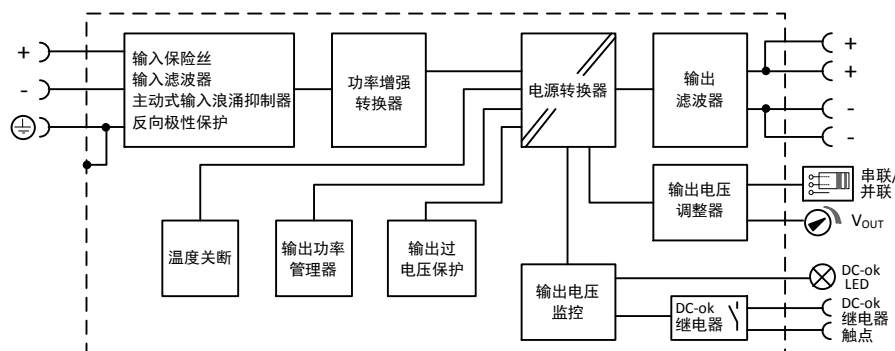 +
-
输入保险丝
输入滤波器
主动式输入浪涌抑制器
反向极性保护
功率增强
转换器
电源转换器
输出
滤波器
+
+
-
-
温度关断
输出功率
管理器
输出过
电压保护
输出电压
调整器
串联/
并联
VOUT
输出电压
监控
DC-ok
LED
DC-ok
继电器
DC-ok
继电器
触点